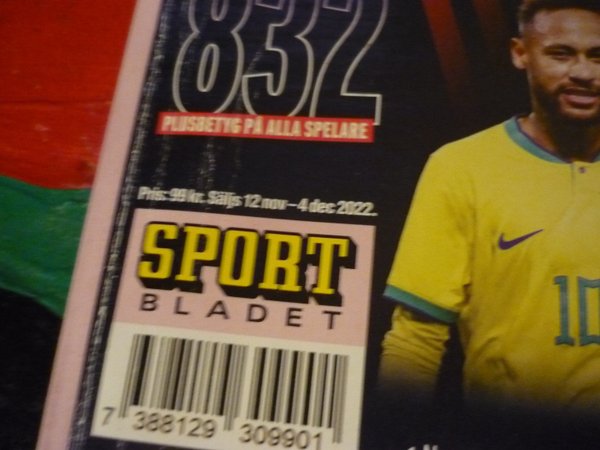 832
PLUSBETYG PÅ ALLA SPELARE
Pris: 99 kr. Säljs 12 nov – 4 dec 2022.
SPORT
BLADET
10
7 388129 309901